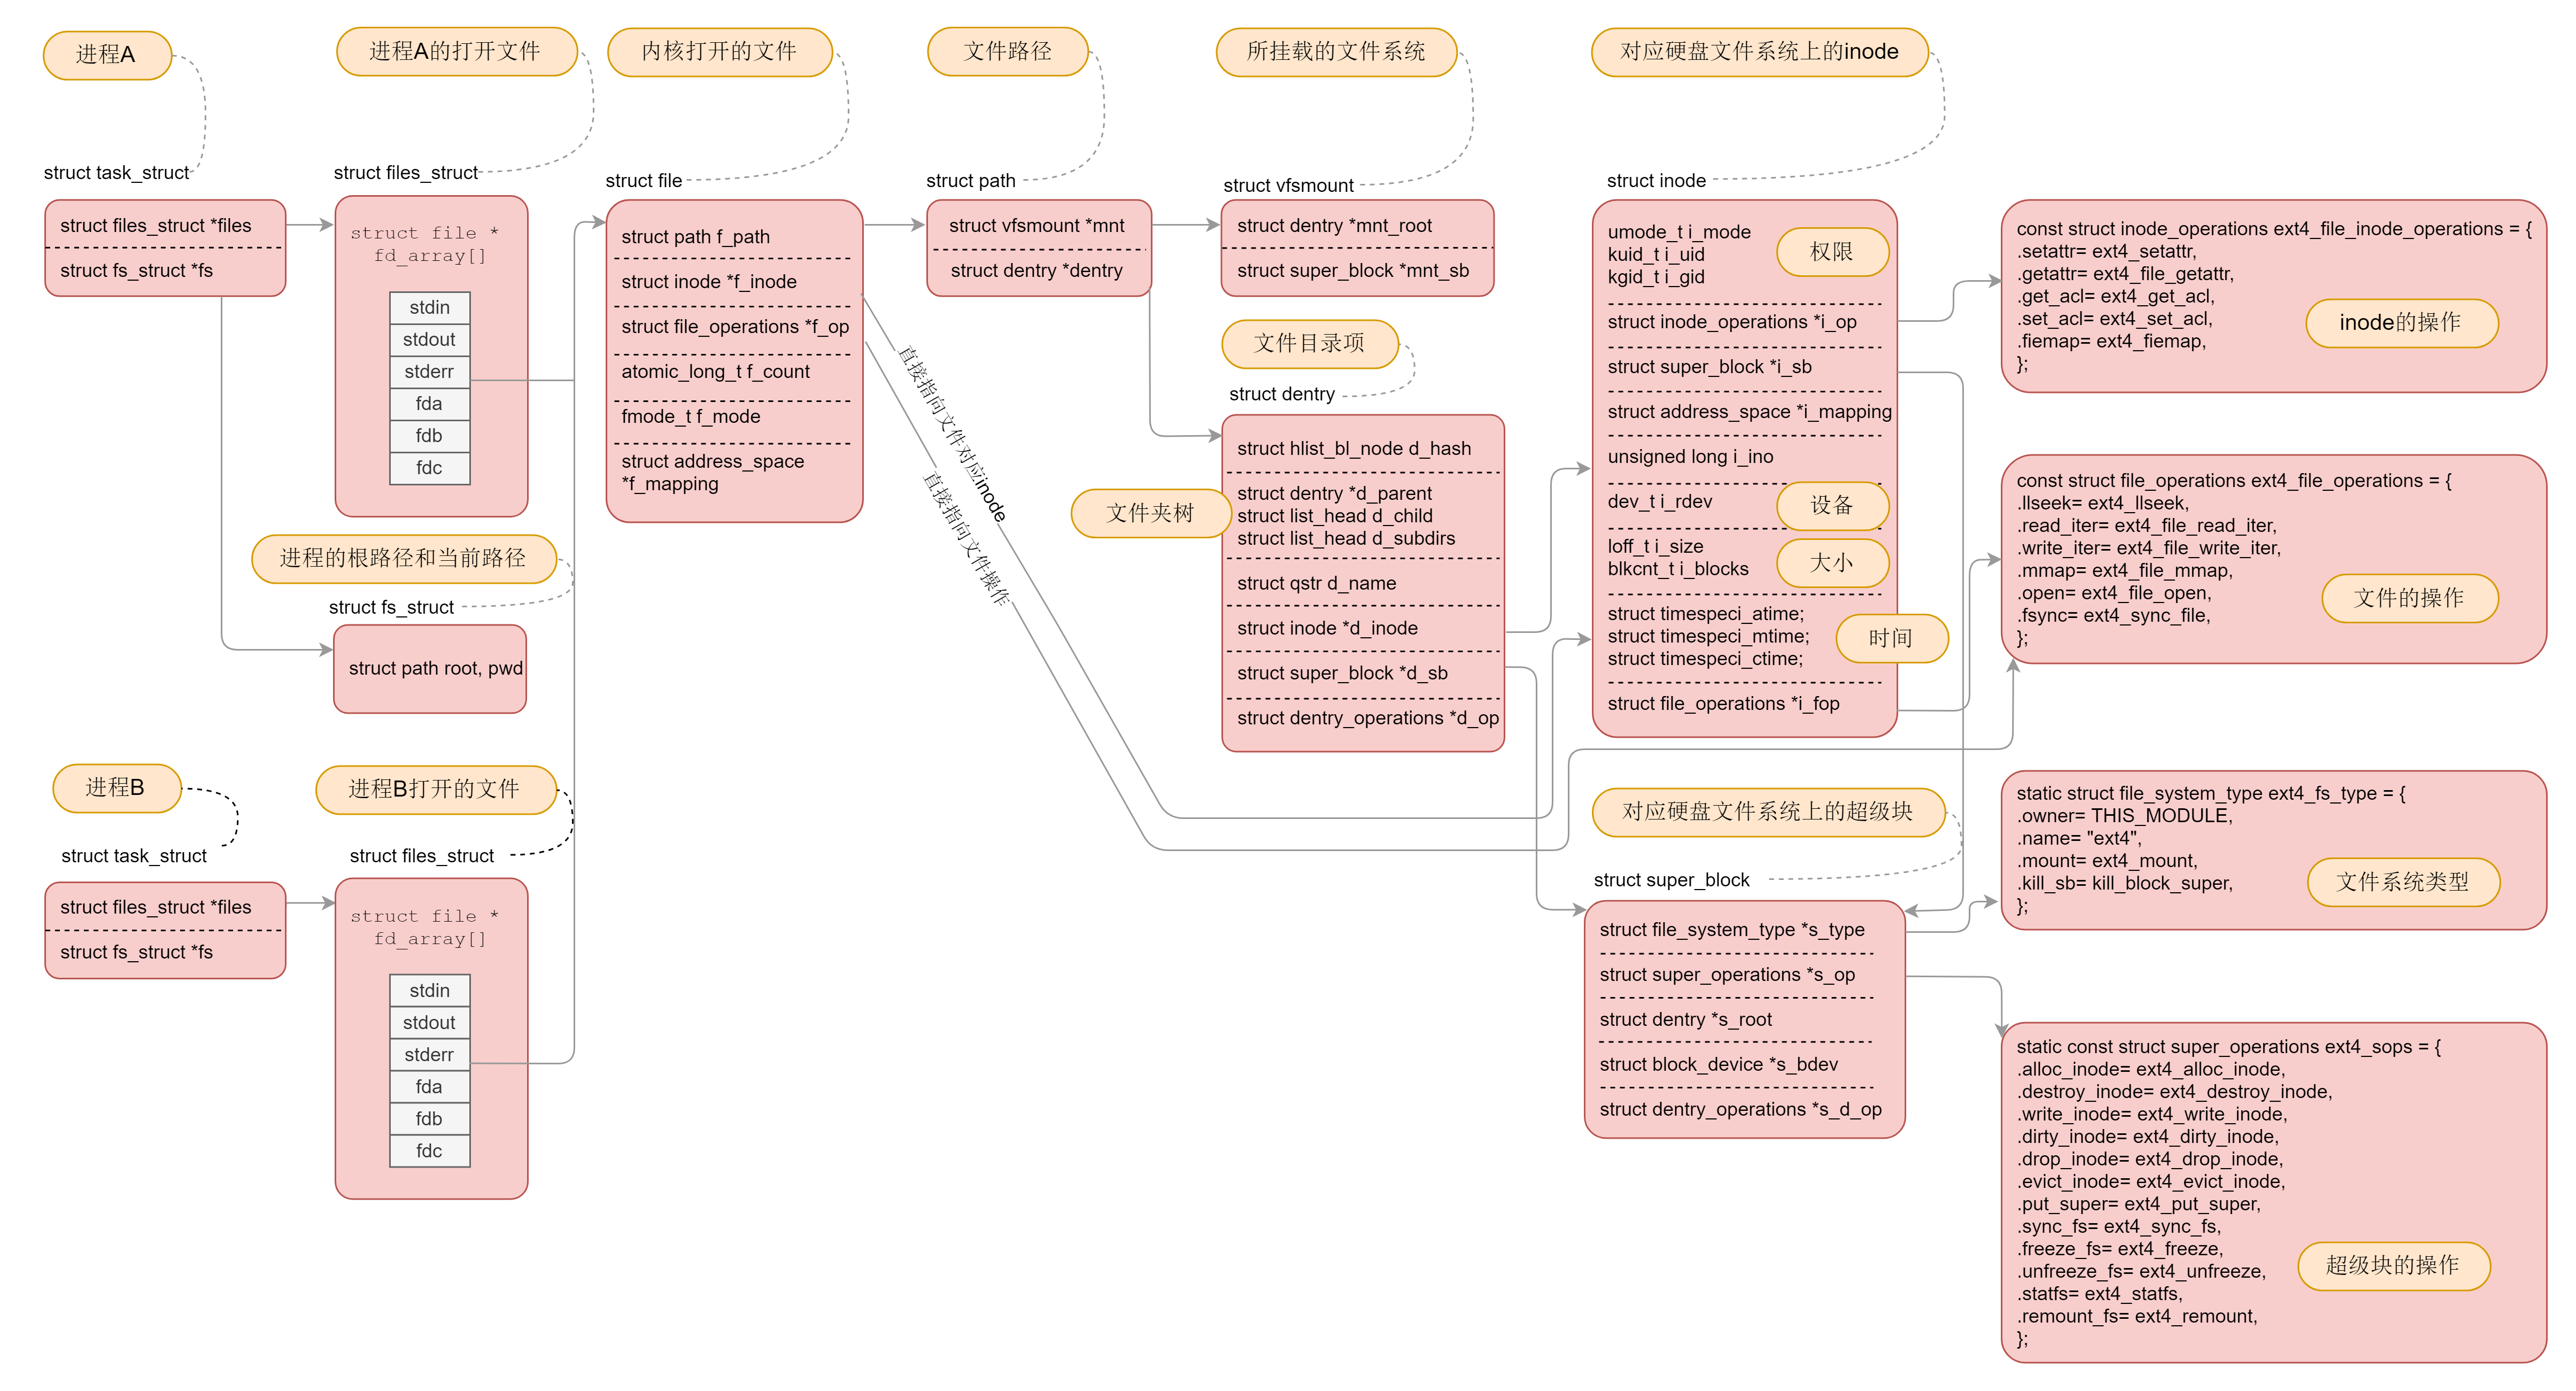 进程A
进程A的打开文件
内核打开的文件
文件路径
所挂载的文件系统
对应硬盘文件系统上的inode
struct task_struct
struct files_struct *files
struct fs_struct *fs
struct files_struct
struct file *
fd_array[]
stdin
stdout
stderr
fda
fdb
fdc
进程的根路径和当前路径
struct fs_struct
struct path root, pwd
struct file
struct path f_path
struct inode *f_inode
struct file_operations *f_op
atomic_long_t f_count
fmode_t f_mode
struct address_space
*f_mapping
直接指向文件对应inode
直接指向文件操作
struct path
struct vfsmount *mnt
struct dentry *dentry
struct vfsmount
struct dentry *mnt_root
struct super_block *mnt_sb
文件目录项
struct dentry
struct hlist_bl_node d_hash
文件夹树
struct dentry *d_parent
struct list_head d_child
struct list_head d_subdirs
struct qstr d_name
struct inode *d_inode
struct super_block *d_sb
struct dentry_operations *d_op
struct inode
umode_t i_mode
kuid_t i_uid
kgid_t i_gid
权限
struct inode_operations *i_op
struct super_block *i_sb
struct address_space *i_mapping
unsigned long i_ino
dev_t i_rdev
设备
loff_t i_size
blkcnt_t i_blocks
大小
struct timespeci_atime;
struct timespeci_mtime;
struct timespeci_ctime;
时间
struct file_operations *i_fop
const struct inode_operations ext4_file_inode_operations = {
.setattr= ext4_setattr,
.getattr= ext4_file_getattr,
.get_acl= ext4_get_acl,
.set_acl= ext4_set_acl,
.fiemap= ext4_fiemap,
};
inode的操作
const struct file_operations ext4_file_operations = {
.llseek= ext4_llseek,
.read_iter= ext4_file_read_iter,
.write_iter= ext4_file_write_iter,
.mmap= ext4_file_mmap,
.open= ext4_file_open,
.fsync= ext4_sync_file,
};
文件的操作
进程B
struct task_struct
struct files_struct *files
struct fs_struct *fs
进程B打开的文件
struct files_struct
struct file *
fd_array[]
stdin
stdout
stderr
fda
fdb
fdc
对应硬盘文件系统上的超级块
struct super_block
struct file_system_type *s_type
struct super_operations *s_op
struct dentry *s_root
struct block_device *s_bdev
struct dentry_operations *s_d_op
static struct file_system_type ext4_fs_type = {
.owner= THIS_MODULE,
.name= "ext4",
.mount= ext4_mount,
.kill_sb= kill_block_super,
};
文件系统类型
static const struct super_operations ext4_sops = {
.alloc_inode= ext4_alloc_inode,
.destroy_inode= ext4_destroy_inode,
.write_inode= ext4_write_inode,
.dirty_inode= ext4_dirty_inode,
.drop_inode= ext4_drop_inode,
.evict_inode= ext4_evict_inode,
.put_super= ext4_put_super,
.sync_fs= ext4_sync_fs,
.freeze_fs= ext4_freeze,
.unfreeze_fs= ext4_unfreeze,
.statfs= ext4_statfs,
.remount_fs= ext4_remount,
};
超级块的操作